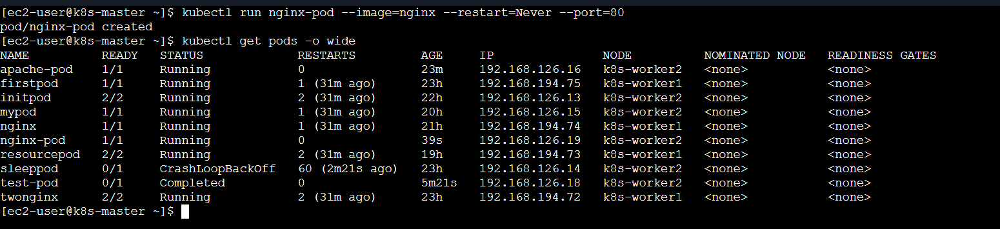 [ec2-user@k8s-master ~]$ kubectl run nginx-pod --image=nginx --restart=Never --port=80
pod/nginx-pod created
[ec2-user@k8s-master ~]$ kubectl get pods -o wide
NAME          READY   STATUS             RESTARTS         AGE     IP               NODE          NOMINATED NODE   READINESS GATES
apache-pod    1/1     Running            0                23m     192.168.126.16   k8s-worker2   <none>           <none>
firstpod      1/1     Running            1 (31m ago)      23h     192.168.194.75   k8s-worker1   <none>           <none>
initpod       2/2     Running            2 (31m ago)      22h     192.168.126.13   k8s-worker2   <none>           <none>
mypod         1/1     Running            1 (31m ago)      20h     192.168.126.15   k8s-worker2   <none>           <none>
nginx         1/1     Running            1 (31m ago)      21h     192.168.194.74   k8s-worker1   <none>           <none>
nginx-pod     1/1     Running            0                39s     192.168.126.19   k8s-worker2   <none>           <none>
resourcepod   2/2     Running            2 (31m ago)      19h     192.168.194.73   k8s-worker1   <none>           <none>
sleeppod      0/1     CrashLoopBackOff   60 (2m21s ago)   23h     192.168.126.14   k8s-worker2   <none>           <none>
test-pod      0/1     Completed          0                5m21s   192.168.126.18   k8s-worker2   <none>           <none>
twonginx      2/2     Running            2 (31m ago)      23h     192.168.194.72   k8s-worker1   <none>           <none>
[ec2-user@k8s-master ~]$